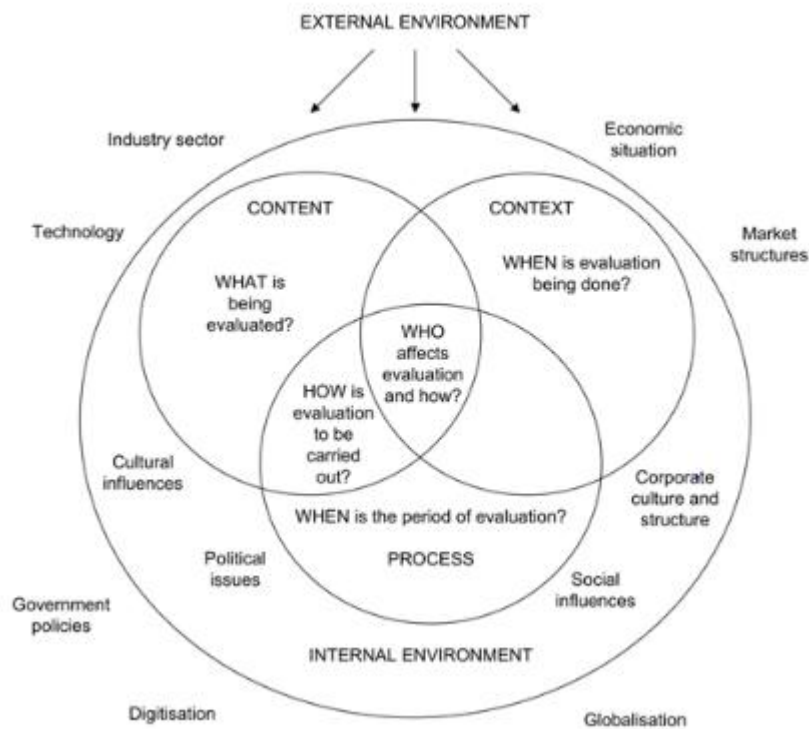 EXTERNAL ENVIRONMENT
Industry sector
Economic
situation
CONTENT
CONTEXT
Technology
Market
structures
WHAT is
being
evaluated?
WHEN is evaluation
being done?
WHO
affects
evaluation
and how?
HOW is
evaluation
to be
carried
out?
Cultural
influences
Corporate
culture and
structure
WHEN is the period of evaluation?
Political
issues
PROCESS
Social
influences
Government
policies
INTERNAL ENVIRONMENT
Digitisation
Globalisation